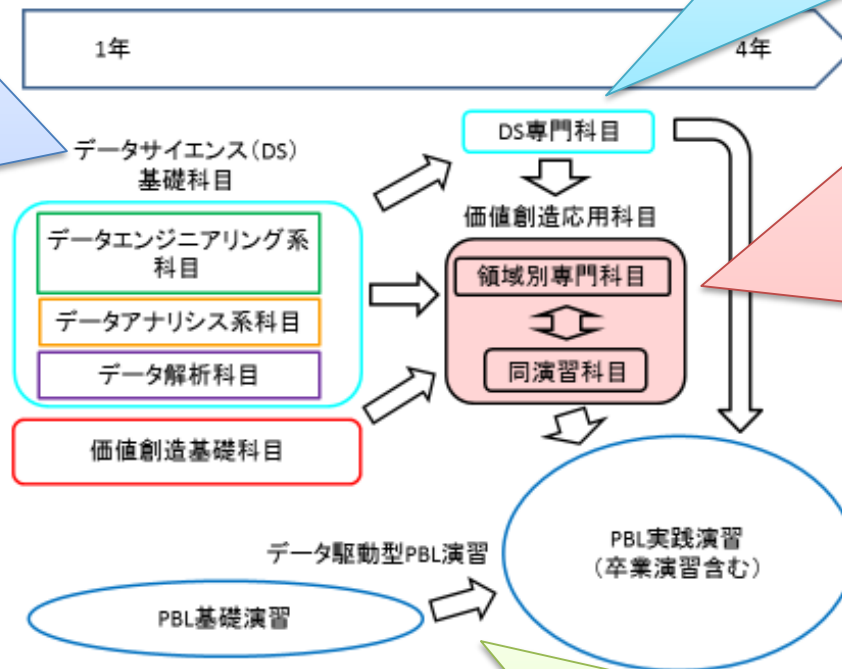 1年
4年
データサイエンス(DS)
基礎科目
データエンジニアリング系
科目
データアナリシス系科目
データ解析科目
価値創造基礎科目
DS専門科目
価値創造応用科目
領域別専門科目
同演習科目
データ駆動型PBL演習
PBL基礎演習
PBL実践演習
(卒業演習含む)